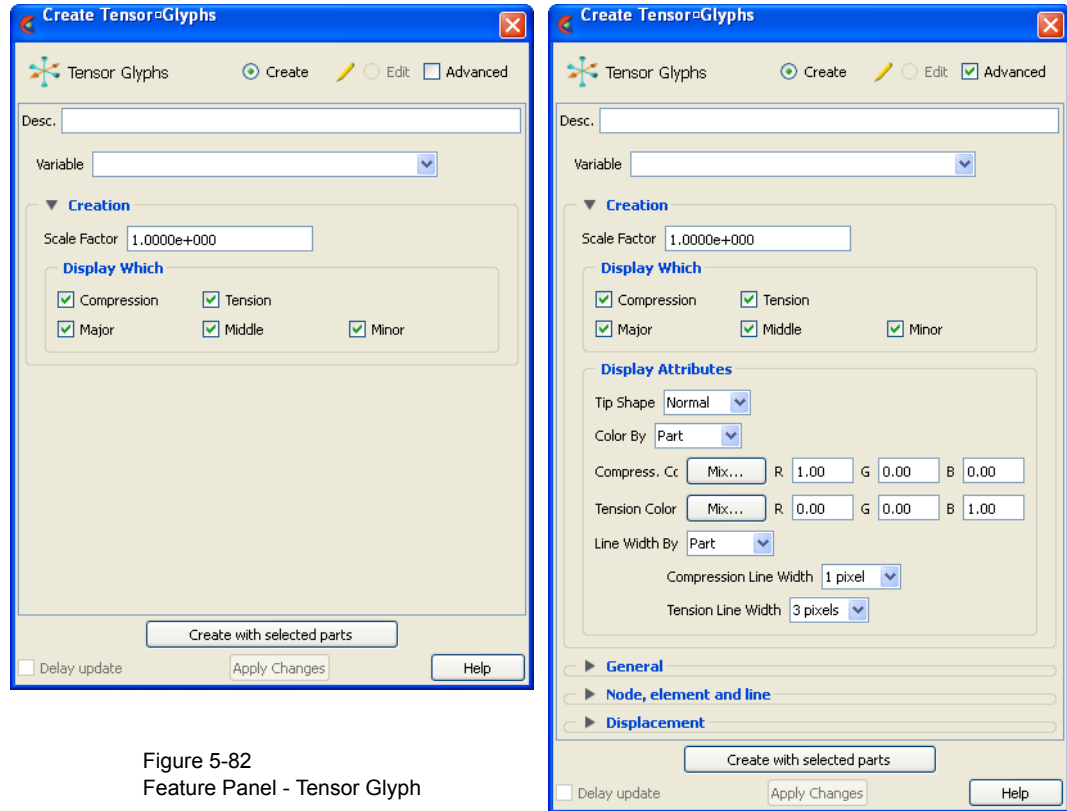 Create Tensor¤Glyphs
Tensor Glyphs Create Edit Advanced
Desc.
Variable
Creation
Scale Factor 1.0000e+000
Display Which
Compression Tension
Major Middle Minor
Create with selected parts
Delay update Apply Changes Help
Figure 5-82
Feature Panel - Tensor Glyph
Create Tensor¤Glyphs
Tensor Glyphs Create Edit Advanced
Desc.
Variable
Creation
Scale Factor 1.0000e+000
Display Which
Compression Tension
Major Middle Minor
Display Attributes
Tip Shape Normal
Color By Part
Compress. Cc Mix... R 1.00 G 0.00 B 0.00
Tension Color Mix... R 0.00 G 0.00 B 1.00
Line Width By Part
Compression Line Width 1 pixel
Tension Line Width 3 pixels
General
Node, element and line
Displacement
Create with selected parts
Delay update Apply Changes Help